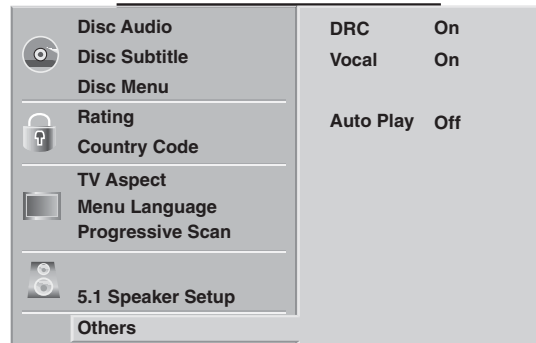 Disc Audio
Disc Subtitle
Disc Menu
Rating
Country Code
TV Aspect
Menu Language
Progressive Scan
5.1 Speaker Setup
Others
DRC On
Vocal On
Auto Play Off